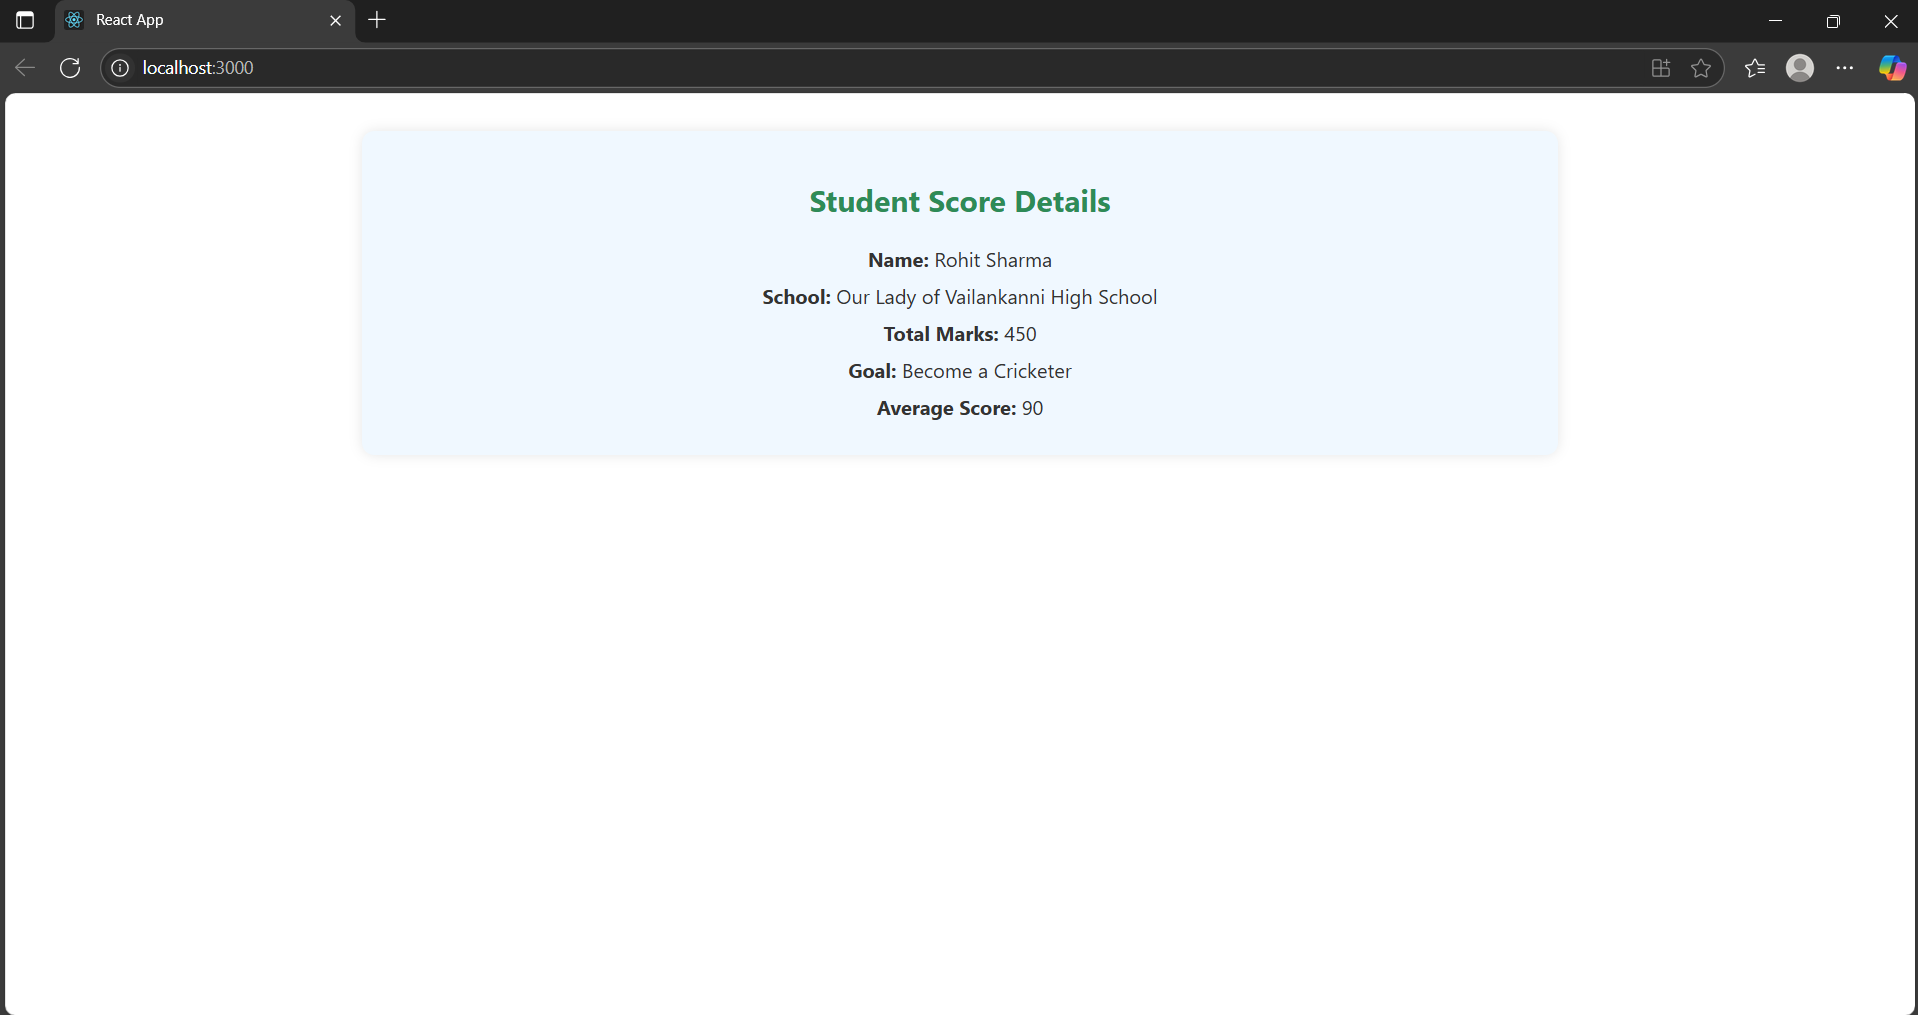 React App
localhost:3000
Student Score Details
Name: Rohit Sharma
School: Our Lady of Vailankanni High School
Total Marks: 450
Goal: Become a Cricketer
Average Score: 90